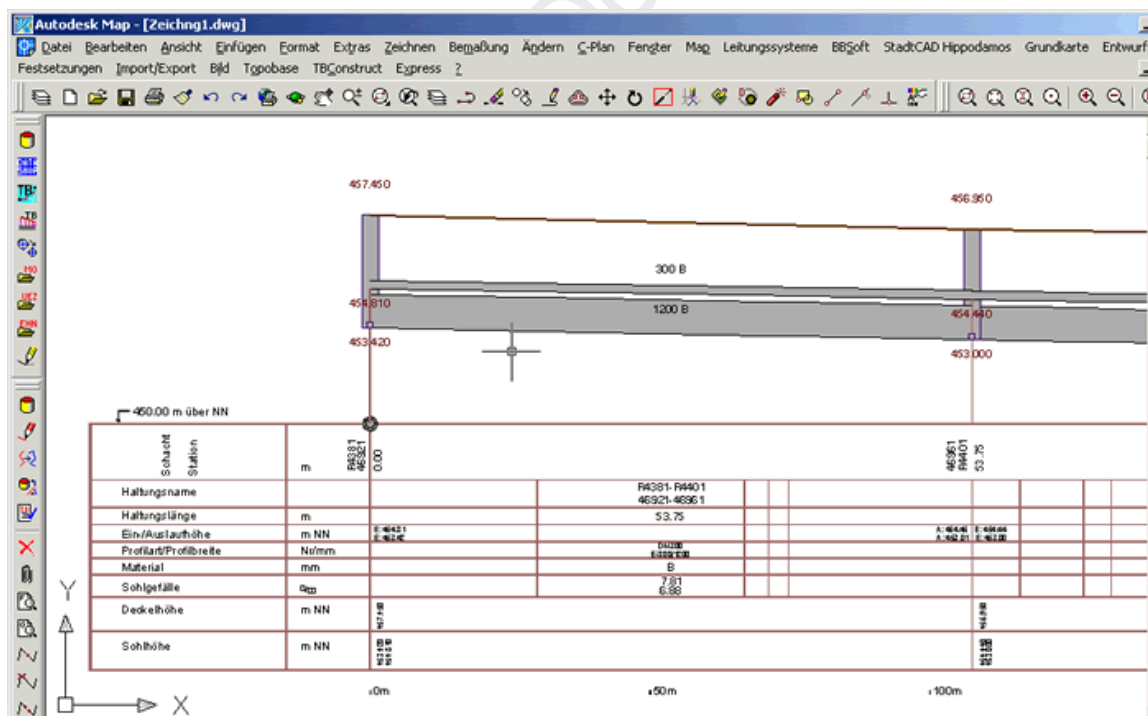 Autodesk Map - [Zeichng1.dwg]
Datei Bearbeiten Ansicht Einfügen Format Extras Zeichnen Bemaßung Ändern C-Plan Fenster Map Leitungssysteme BBSoft StadtCAD Hippodamos Grundkarte Entwurf
Festsetzungen Import/Export Bild Topobase TBConstruct Express ?
457.450
456.950
300 B
454.810
1200 B
454.440
453.420
453.000
450.00 m über NN
Schacht
Station
m
R4381
46921
0.00
46961
R4401
53.75
Haltungsname
R4381-R4401
46921-46961
Haltungslänge
m
53.75
Ein-/Auslaufhöhe
m NN
Profilart/Profilbreite
Nr/mm
Material
mm
B
Sohlgefälle
7.81
6.88
Deckelhöhe
m NN
Sohlhöhe
m NN
0m
50m
100m
Y
X